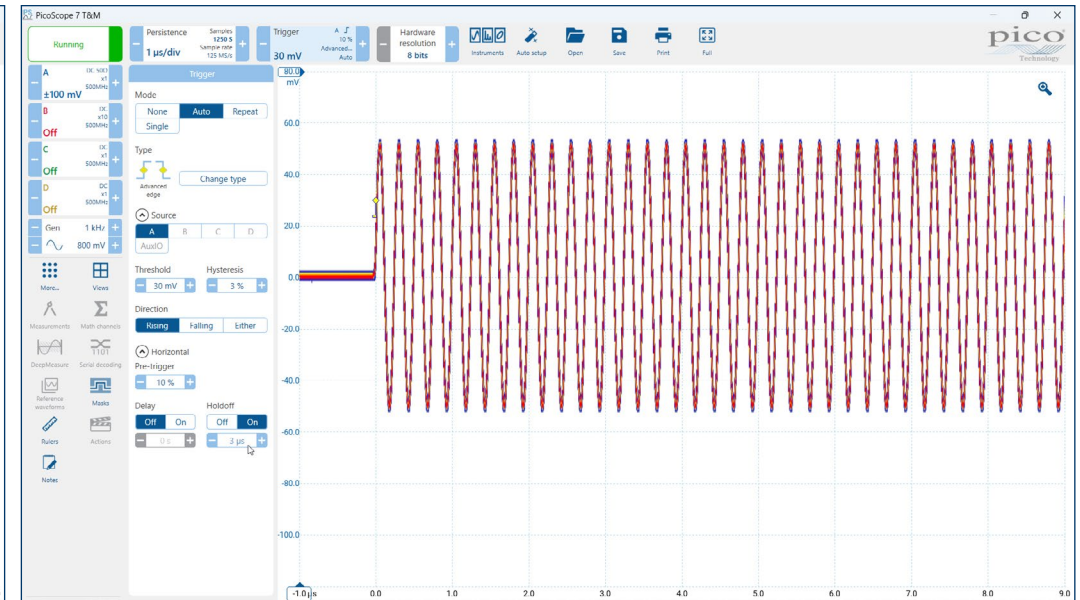 PicoScope 7 T&M
Running
Persistence
1 µs/div
Samples
1250 S
Sample rate
125 MS/s
Trigger
30 mV
A
10 %
Advanced...
Auto
Hardware
resolution
8 bits
Instruments
Auto setup
Open
Save
Print
Full
pico
Technology
A
±100 mV
x1
500MHz
B
Off
DC
x10
500MHz
C
Off
DC
x1
500MHz
D
Off
DC
x1
500MHz
Gen
1 kHz
800 mV
More...
Views
Measurements
Math channels
DeepMeasure
Serial decoding
Reference
waveforms
Masks
Rulers
Actions
Notes
Trigger
Mode
None
Auto
Repeat
Single
Type
Advanced
edge
Change type
Source
A
B
C
D
AuxIO
Threshold
Hysteresis
30 mV
3 %
Direction
Rising
Falling
Either
Horizontal
Pre-trigger
10 %
Delay
Holdoff
Off
On
Off
On
0 s
3 µs
80.0
mV
60.0
40.0
20.0
0.0
-20.0
-40.0
-60.0
-80.0
-100.0
-1.0 µs
0.0
1.0
2.0
3.0
4.0
5.0
6.0
7.0
8.0
9.0